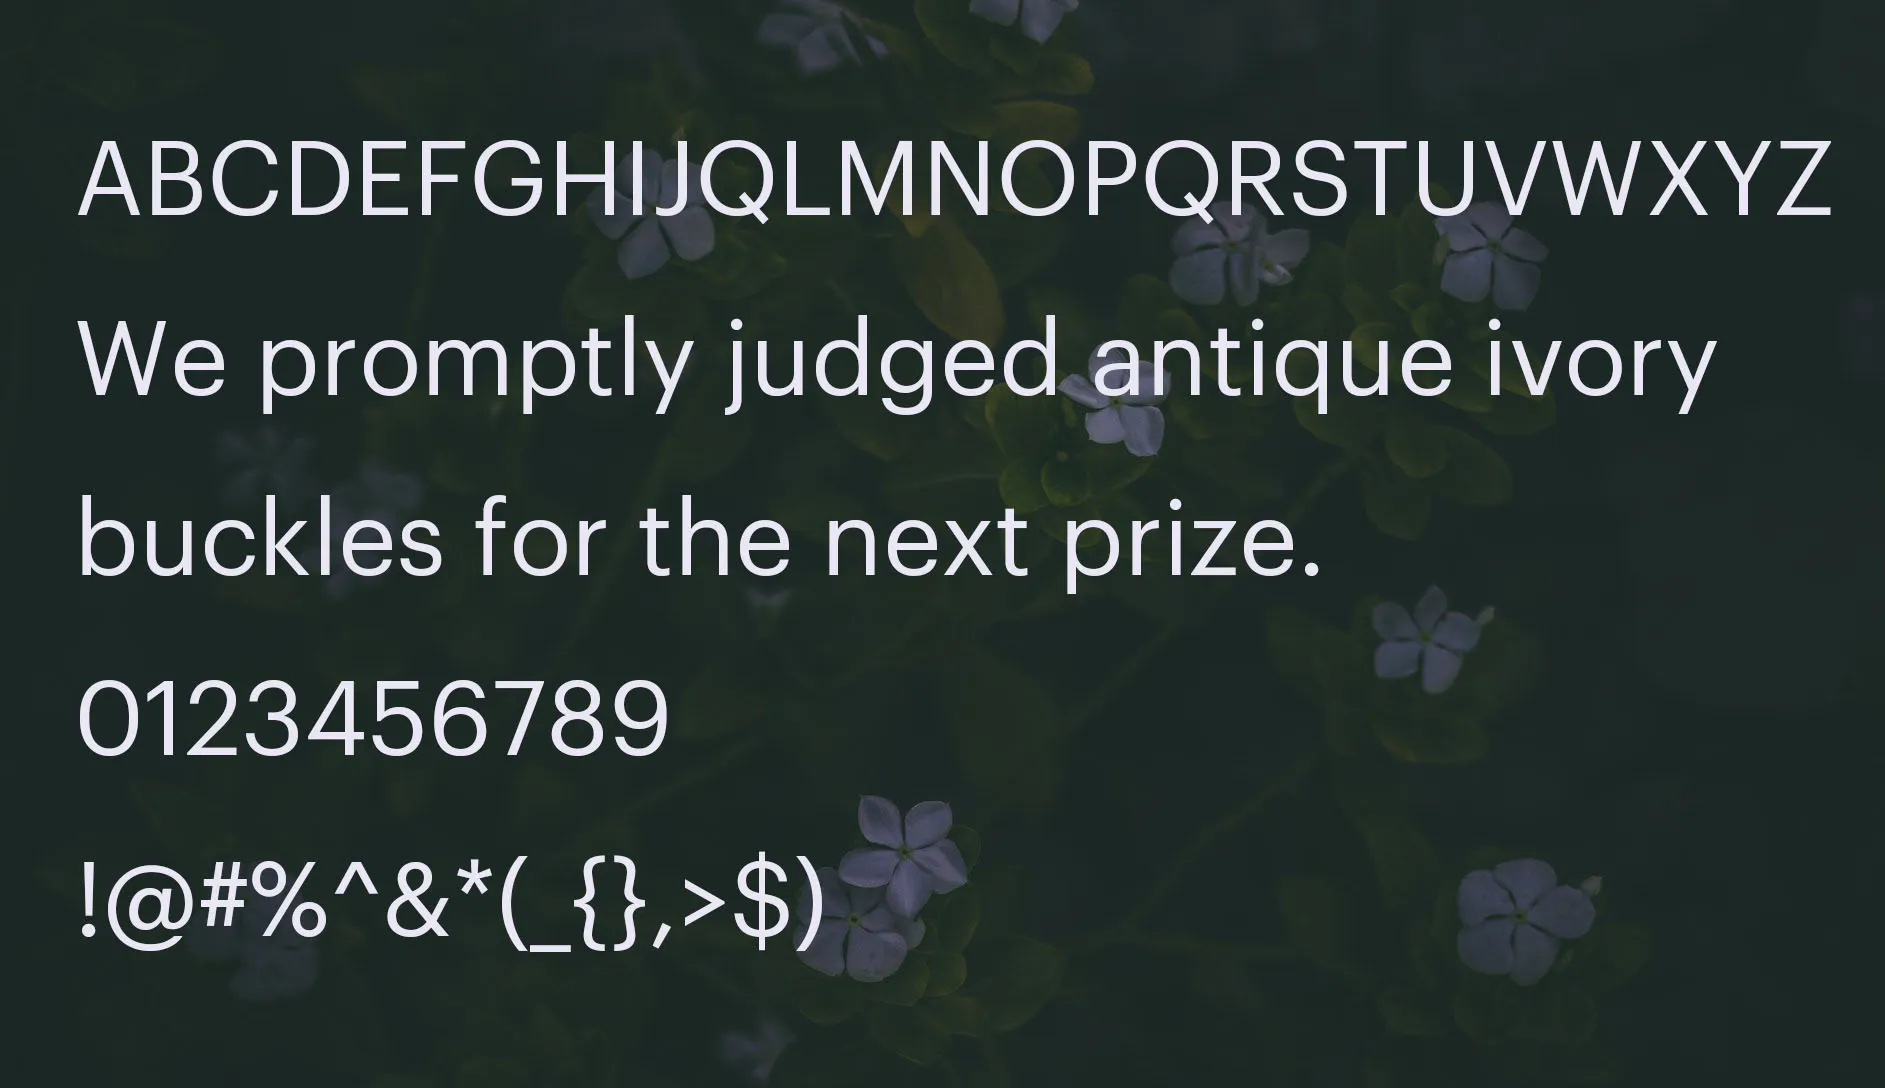 ABCDEFGHIJQLMNOPQRSTUVWXYZ
We promptly judged antique ivory
buckles for the next prize.
0123456789
!@#%^&*(_{},>$)